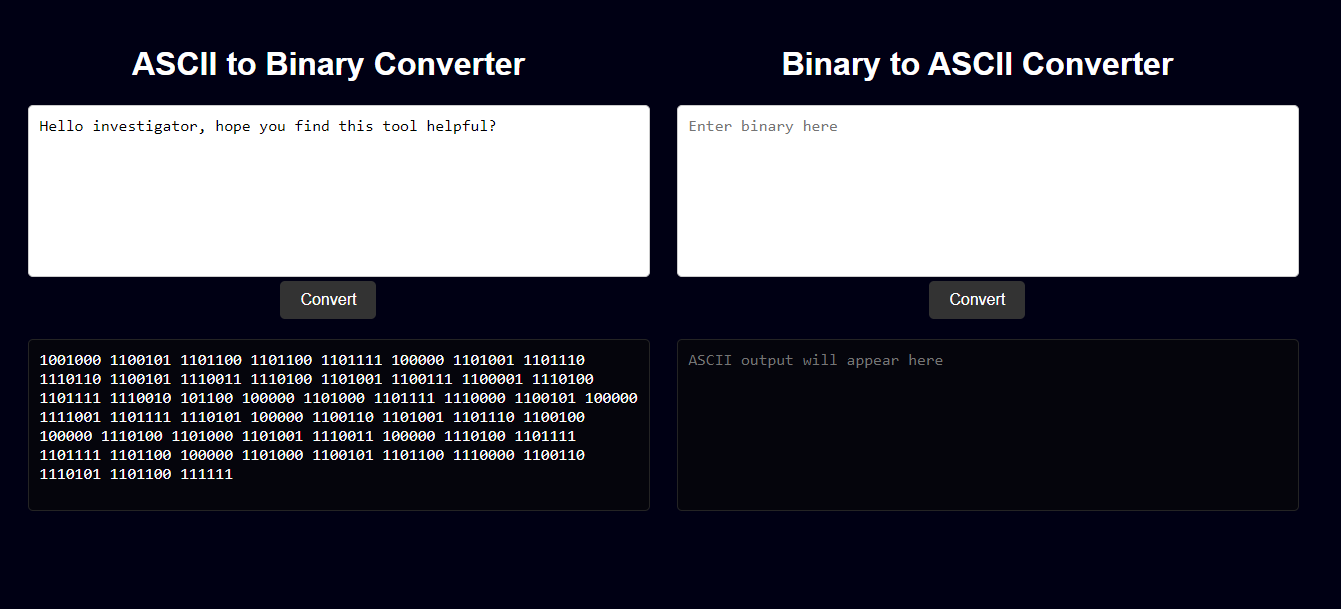 ASCII to Binary Converter
Hello investigator, hope you find this tool helpful?
Convert
1001000 1100101 1101100 1101100 1101111 100000 1101001 1101110
1110110 1100101 1110011 1110100 1101001 1100111 1100001 1110100
1101111 1110010 101100 100000 1101000 1101111 1110000 1100101 100000
1111001 1101111 1110101 100000 1100110 1101001 1101110 1100100
100000 1110100 1101000 1101001 1110011 100000 1110100 1101111
1101111 1101100 100000 1101000 1100101 1101100 1110000 1100110
1110101 1101100 111111
Binary to ASCII Converter
Enter binary here
Convert
ASCII output will appear here